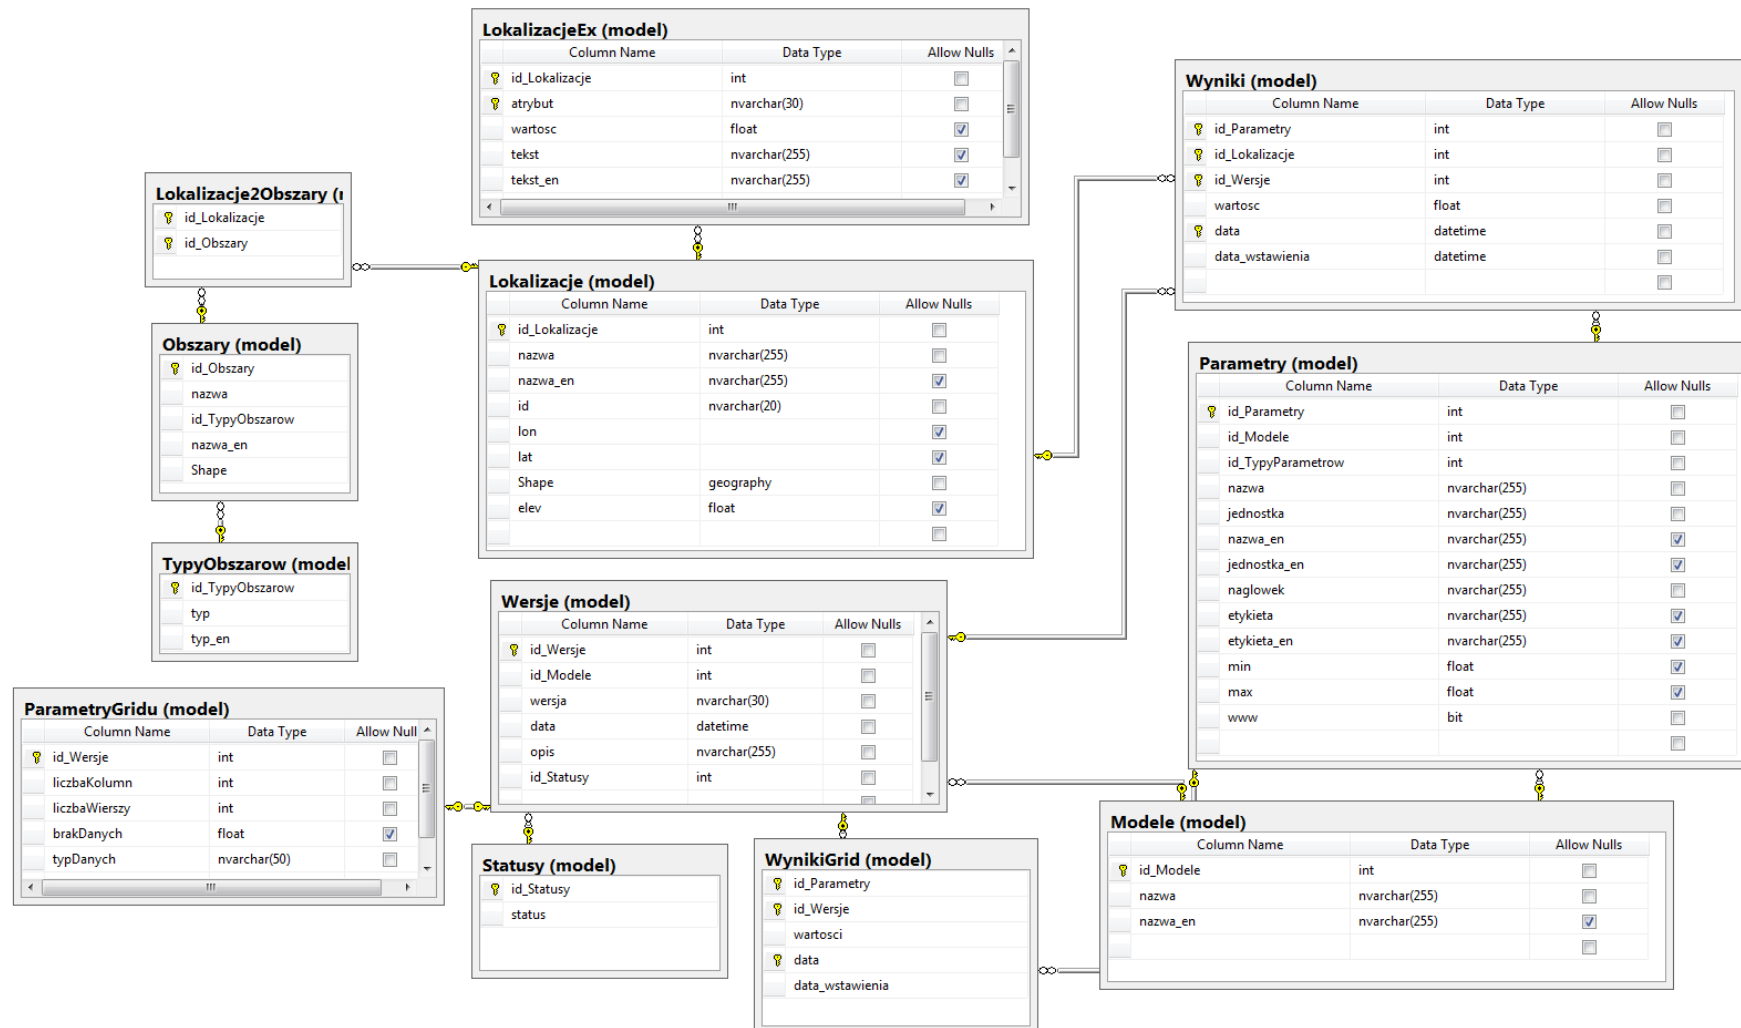 LokalizacjeEx (model)
Column Name Data Type Allow Nulls
id_Lokalizacje int
atrybut nvarchar(30)
wartosc float
tekst nvarchar(255)
tekst_en nvarchar(255)
Wyniki (model)
Column Name Data Type Allow Nulls
id_Parametry int
id_Lokalizacje int
id_Wersje int
wartosc float
data datetime
data_wstawienia datetime
Lokalizacje2Obszary (r
id_Lokalizacje
id_Obszary
Lokalizacje (model)
Column Name Data Type Allow Nulls
id_Lokalizacje int
nazwa nvarchar(255)
nazwa_en nvarchar(255)
id nvarchar(20)
lon
lat
Shape geography
elev float
Obszary (model)
id_Obszary
nazwa
id_TypyObszarow
nazwa_en
Shape
Parametry (model)
Column Name Data Type Allow Nulls
id_Parametry int
id_Modele int
id_TypyParametrow int
nazwa nvarchar(255)
jednostka nvarchar(255)
nazwa_en nvarchar(255)
jednostka_en nvarchar(255)
naglowek nvarchar(255)
etykieta nvarchar(255)
etykieta_en nvarchar(255)
min float
max float
www bit
TypyObszarow (model
id_TypyObszarow
typ
typ_en
Wersje (model)
Column Name Data Type Allow Nulls
id_Wersje int
id_Modele int
wersja nvarchar(30)
data datetime
opis nvarchar(255)
id_Statusy int
ParametryGridu (model)
Column Name Data Type Allow Null
id_Wersje int
liczbaKolumn int
liczbaWierszy int
brakDanych float
typDanych nvarchar(50)
Statusy (model)
id_Statusy
status
WynikiGrid (model)
id_Parametry
id_Wersje
wartosci
data
data_wstawienia
Modele (model)
Column Name Data Type Allow Nulls
id_Modele int
nazwa nvarchar(255)
nazwa_en nvarchar(255)